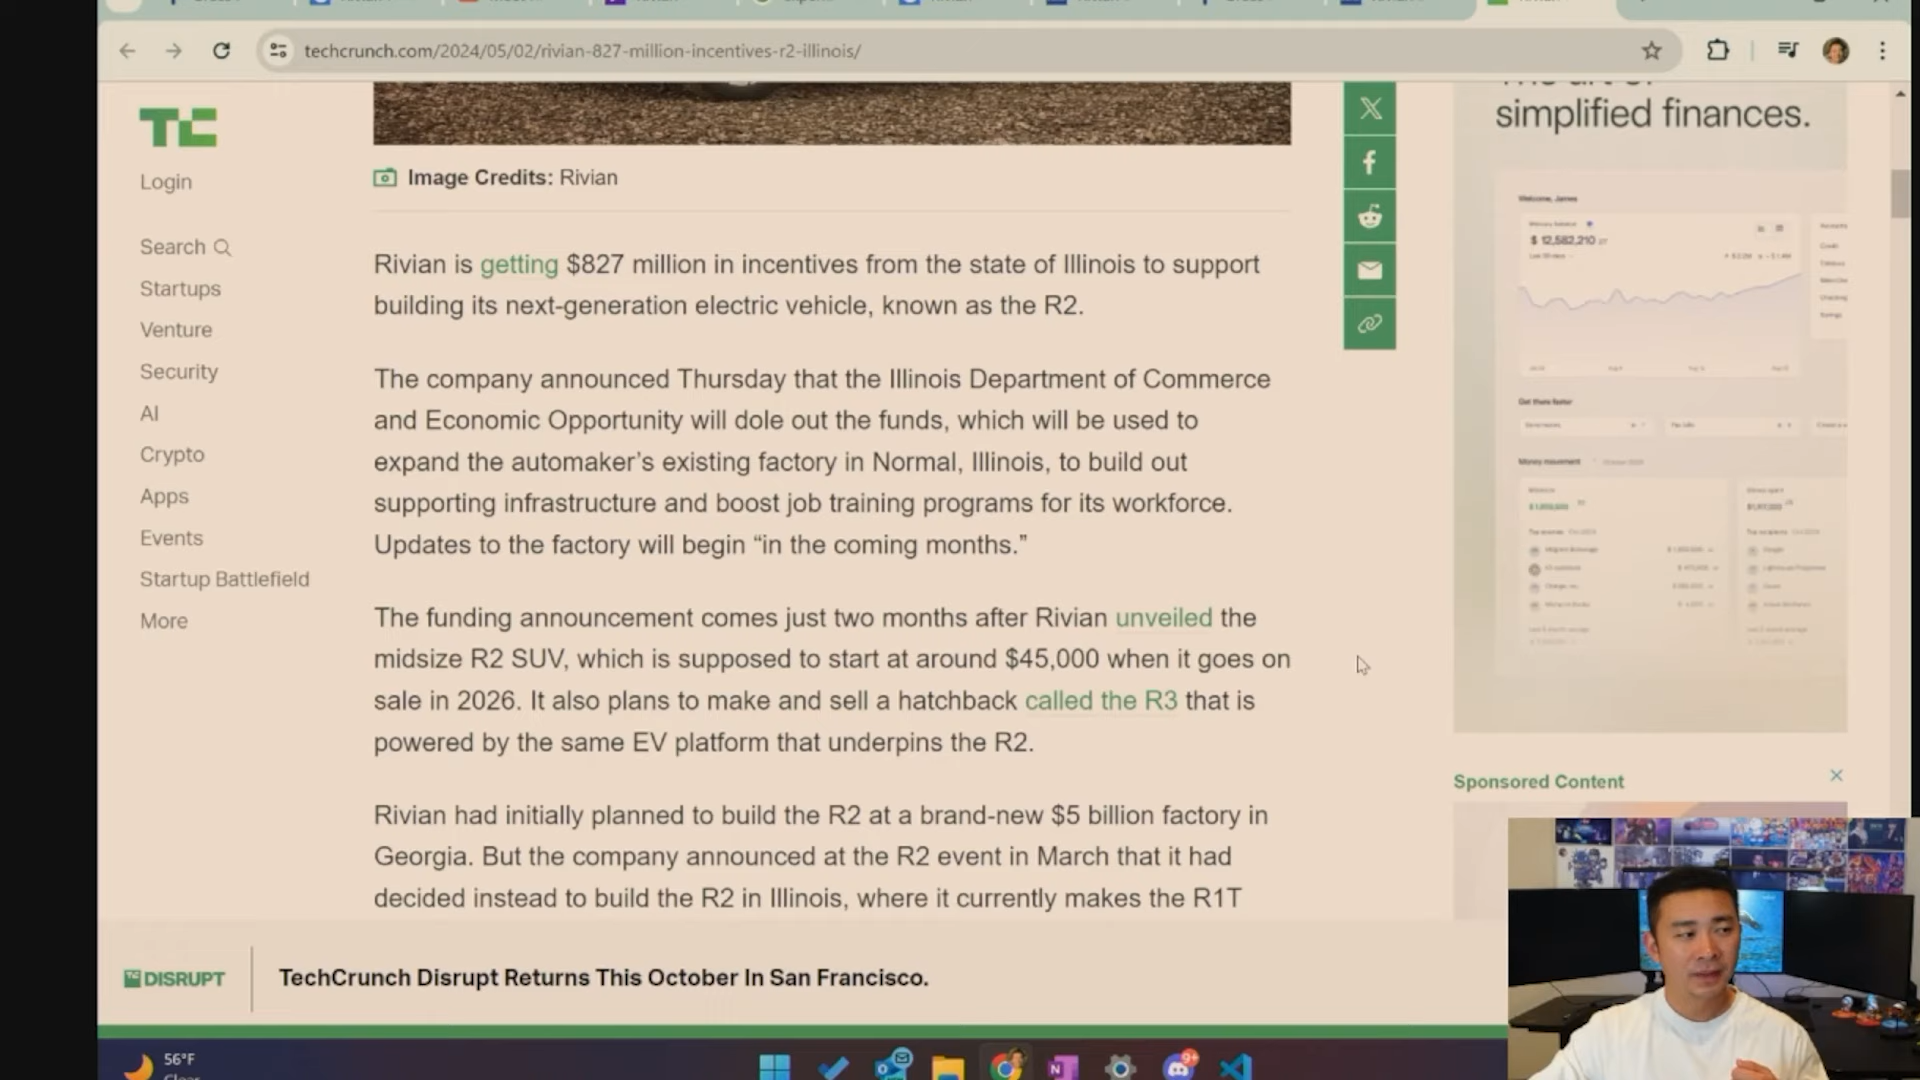 techcrunch.com/2024/05/02/rivian-827-million-incentives-r2-illinois/
TC
Login
Search
Startups
Venture
Security
AI
Crypto
Apps
Events
Startup Battlefield
More
Image Credits: Rivian
Rivian is getting $827 million in incentives from the state of Illinois to support
building its next-generation electric vehicle, known as the R2.
The company announced Thursday that the Illinois Department of Commerce
and Economic Opportunity will dole out the funds, which will be used to
expand the automaker’s existing factory in Normal, Illinois, to build out
supporting infrastructure and boost job training programs for its workforce.
Updates to the factory will begin “in the coming months.”
The funding announcement comes just two months after Rivian unveiled the
midsize R2 SUV, which is supposed to start at around $45,000 when it goes on
sale in 2026. It also plans to make and sell a hatchback called the R3 that is
powered by the same EV platform that underpins the R2.
Rivian had initially planned to build the R2 at a brand-new $5 billion factory in
Georgia. But the company announced at the R2 event in March that it had
decided instead to build the R2 in Illinois, where it currently makes the R1T
simplified finances.
Welcome, James
$ 12,582,210
Money movement
Sponsored Content
TC DISRUPT
TechCrunch Disrupt Returns This October In San Francisco.
56°F
Clear
9+